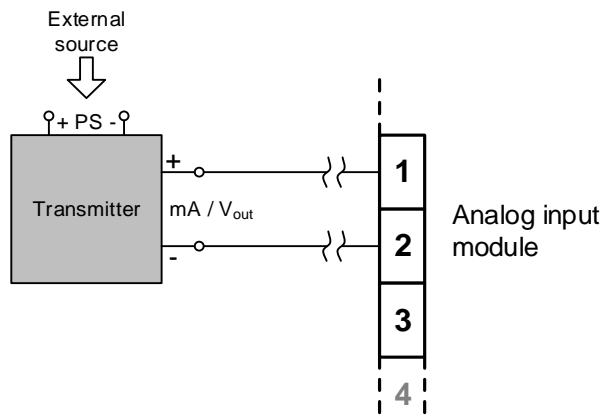 External
source
+ PS -
+
1
Transmitter
mA / Vout
Analog input
module
2
-
3
4